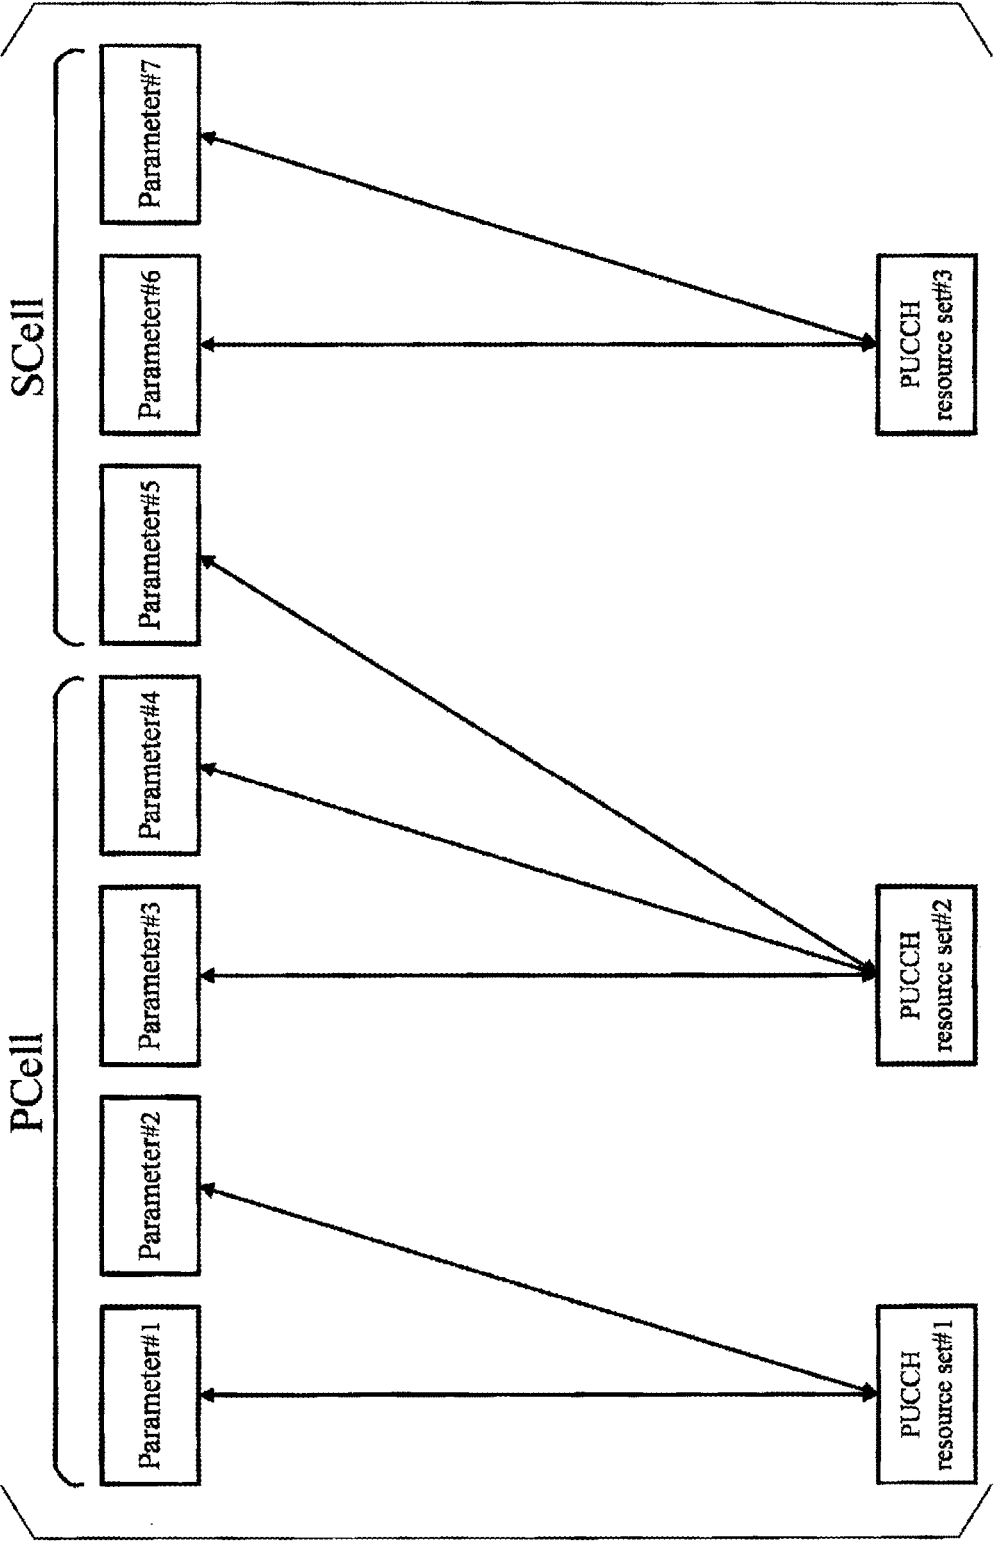 PCell
SCell
Parameter#1
Parameter#2
Parameter#3
Parameter#4
Parameter#5
Parameter#6
Parameter#7
PUCCH
resource set#1
PUCCH
resource set#2
PUCCH
resource set#3